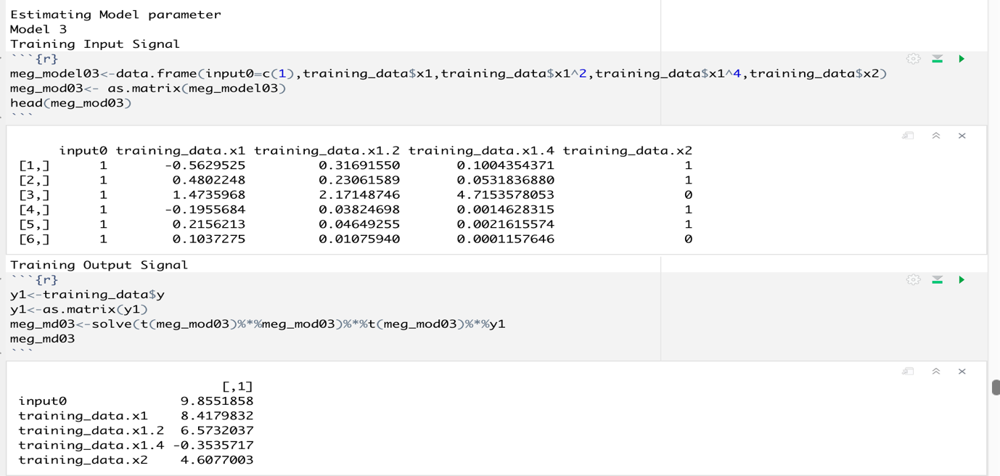 Estimating Model parameter
Model 3
Training Input Signal
```{r}
meg_model03<-data.frame(input0=c(1),training_data$x1,training_data$x1^2,training_data$x1^4,training_data$x2)
meg_mod03<- as.matrix(meg_model03)
head(meg_mod03)
```
input0 training_data.x1 training_data.x1.2 training_data.x1.4 training_data.x2
[1,] 1 -0.5629525 0.31691550 0.1004354371 1
[2,] 1 0.4802248 0.23061589 0.0531836880 1
[3,] 1 1.4735968 2.17148746 4.7153578053 0
[4,] 1 -0.1955684 0.03824698 0.0014628315 1
[5,] 1 0.2156213 0.04649255 0.0021615574 1
[6,] 1 0.1037275 0.01075940 0.0001157646 0
Training Output Signal
```{r}
y1<-training_data$y
y1<-as.matrix(y1)
meg_md03<-solve(t(meg_mod03)%*%meg_mod03)%*%t(meg_mod03)%*%y1
meg_md03
```
[,1]
input0 9.8551858
training_data.x1 8.4179832
training_data.x1.2 6.5732037
training_data.x1.4 -0.3535717
training_data.x2 4.6077003